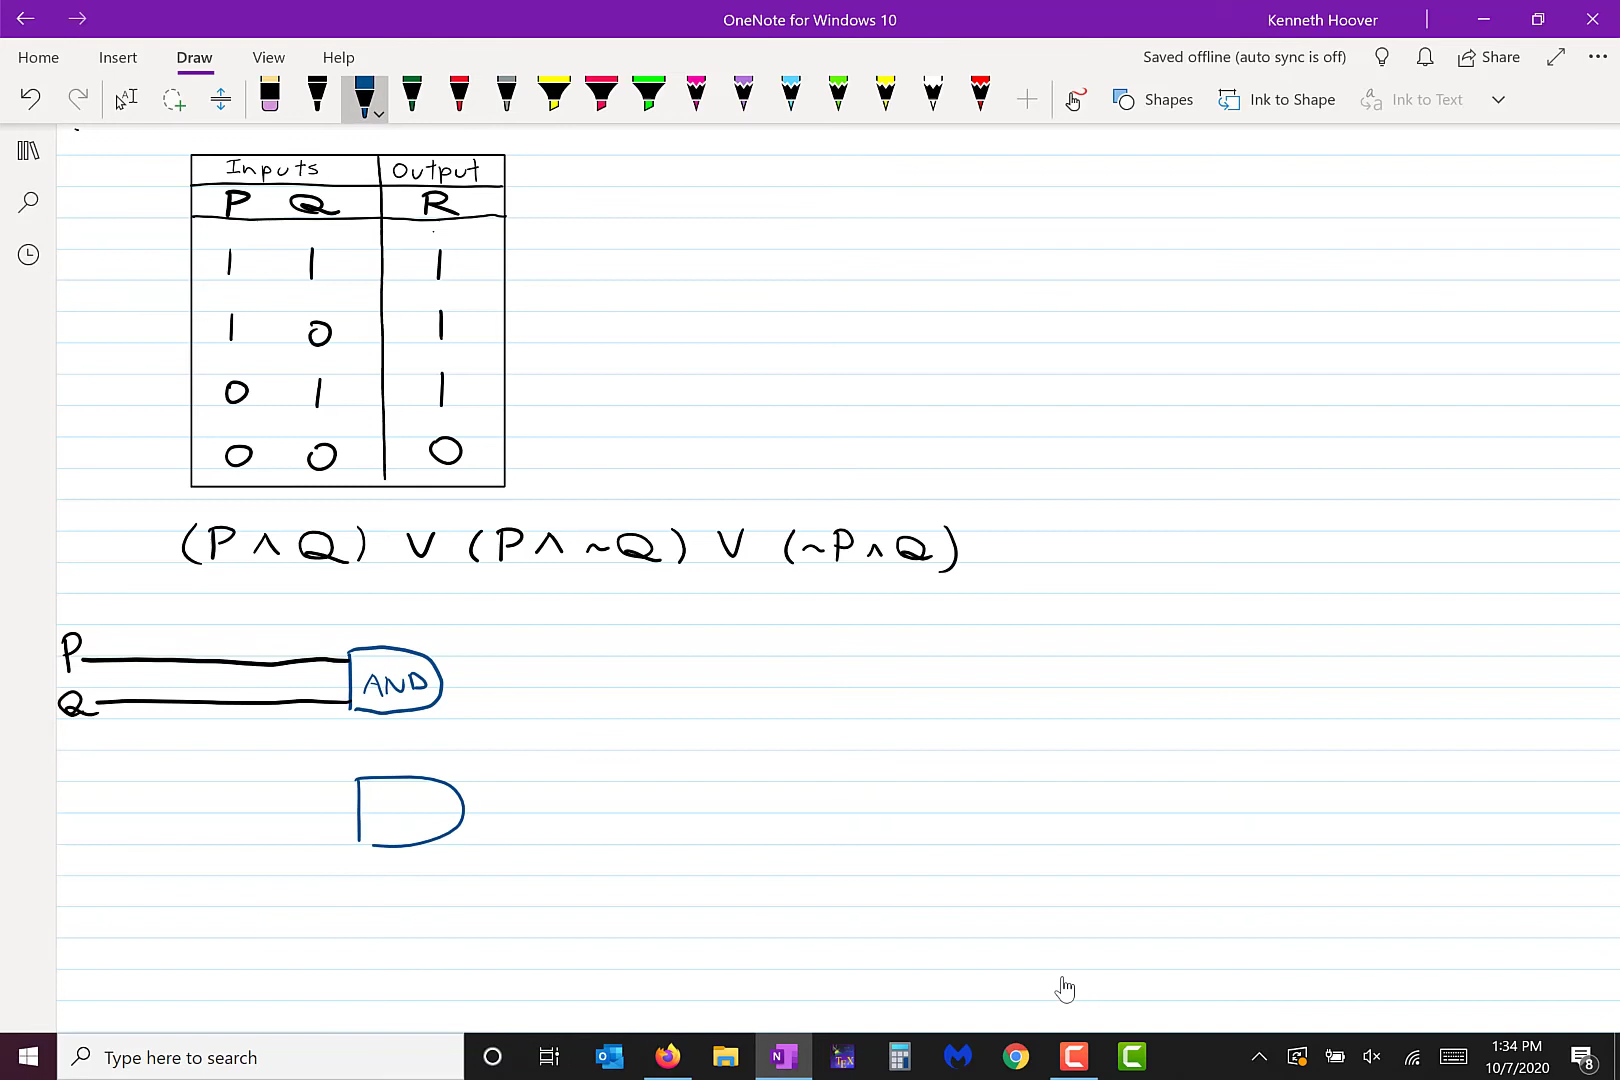 OneNote for Windows 10
Kenneth Hoover
Home Insert Draw View Help
Saved offline (auto sync is off) Share
Shapes Ink to Shape Ink to Text
Inputs Output
P Q R
1 1 1
1 0 1
0 1 1
0 0 0
(P ∧ Q) ∨ (P ∧ ~Q) ∨ (~P ∧ Q)
P
AND
Q
Type here to search
1:34 PM
10/7/2020
8